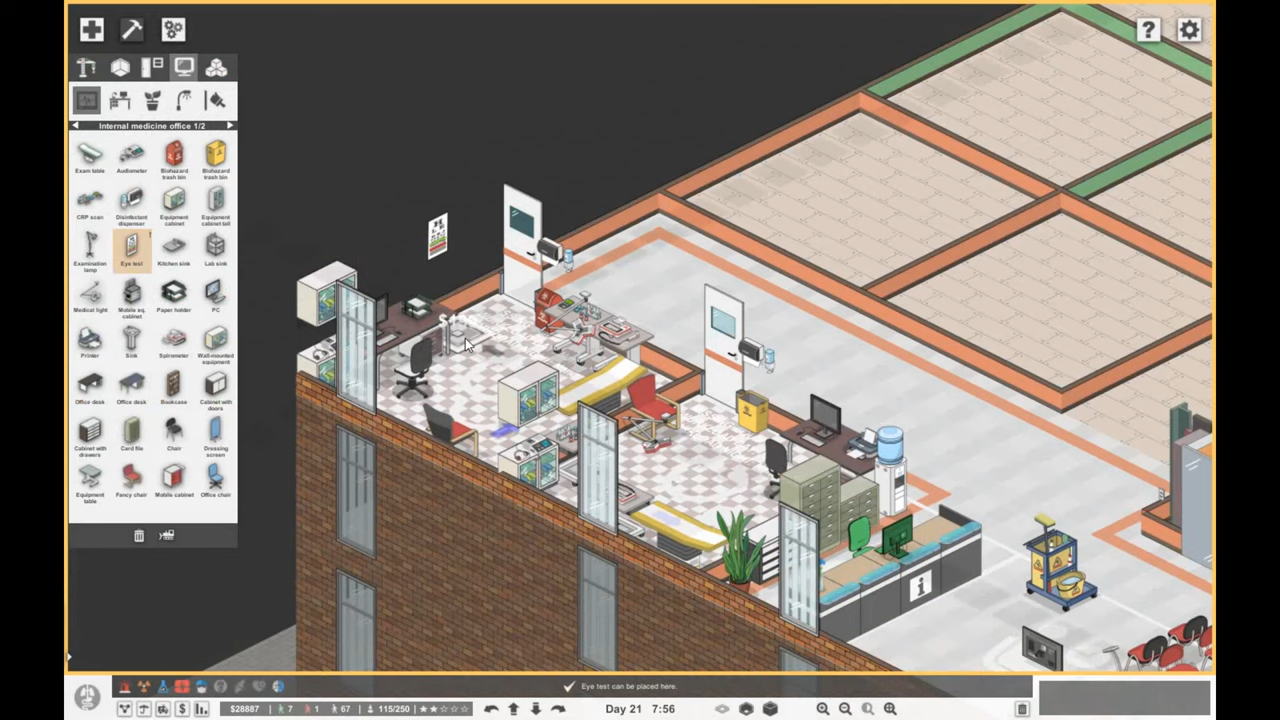 ?
Internal medicine office 1/2
Exam table
Audiometer
Biohazard trash bin
Biohazard trash bin
CRP scan
Disinfectant dispenser
Equipment cabinet
Equipment cabinet tall
Examination lamp
Eye test
Kitchen sink
Lab sink
Medical light
Mobile eq. cabinet
Paper holder
PC
Printer
Sink
Spirometer
Wall-mounted equipment
Office desk
Office desk
Bookcase
Cabinet with doors
Cabinet with drawers
Card file
Chair
Dressing screen
Equipment table
Fancy chair
Mobile cabinet
Office chair
i
Eye test can be placed here.
$28887 7 1 67 115/250
Day 21 7:56